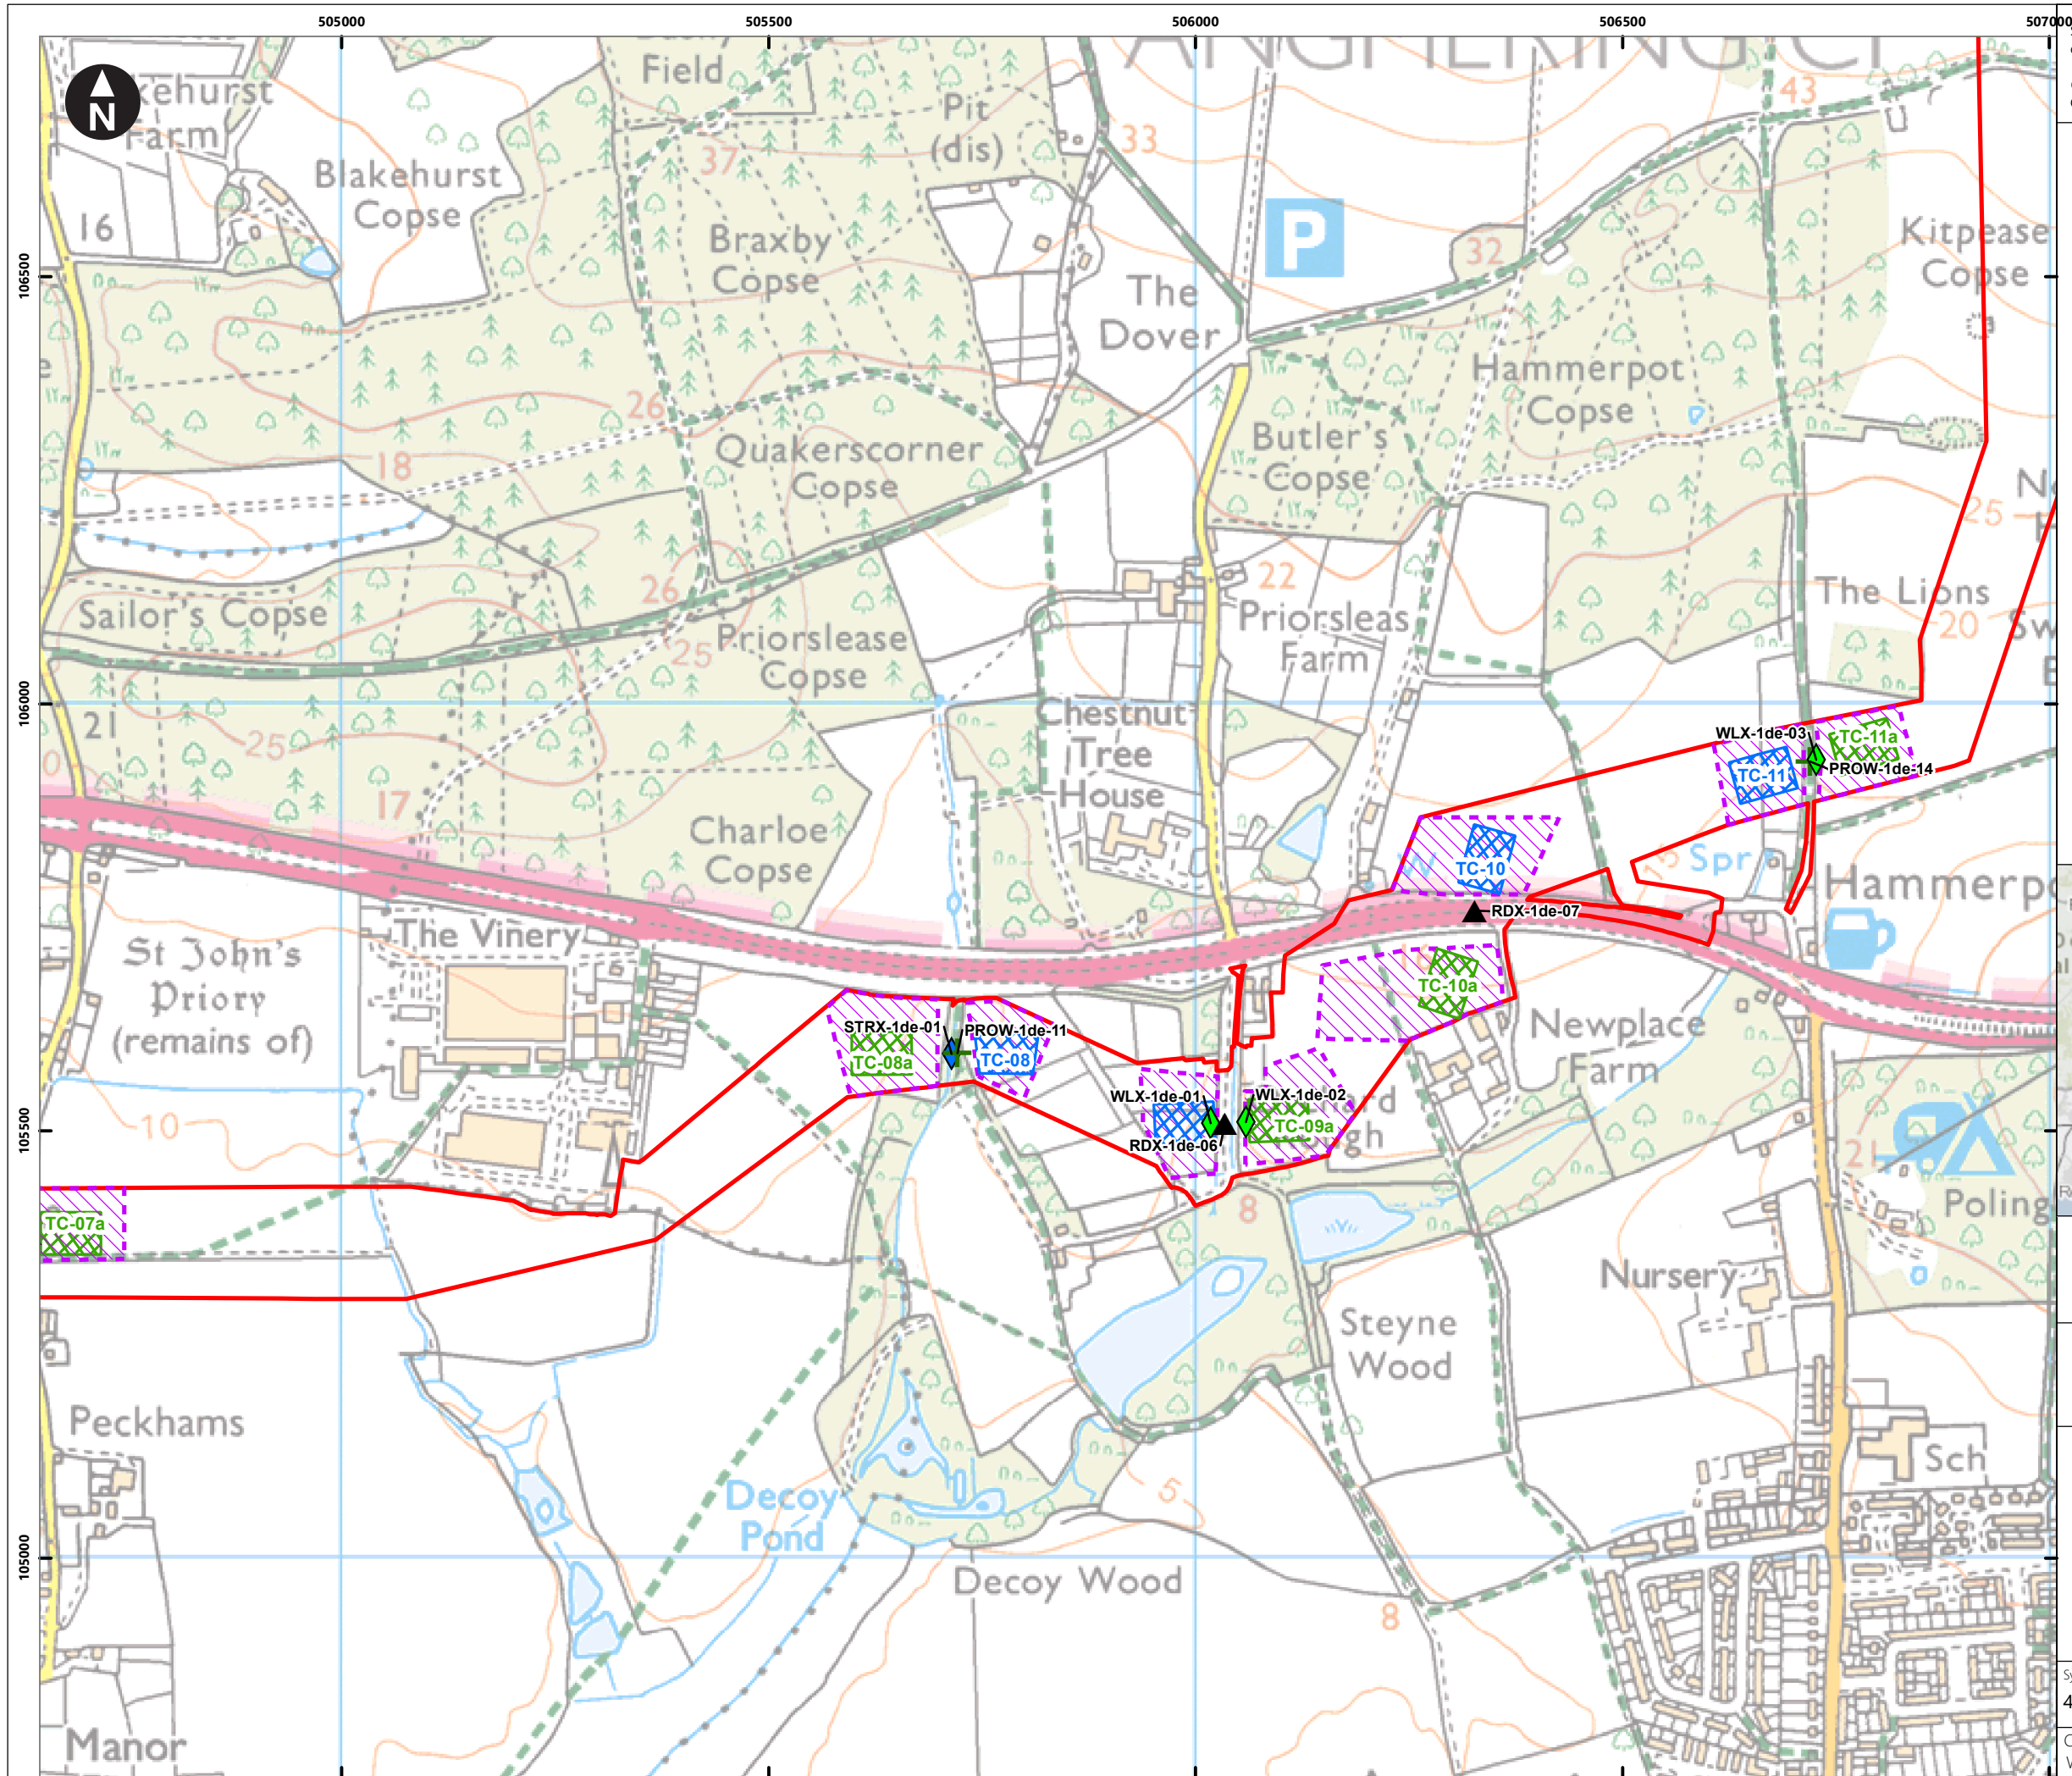 505000
505500
506000
506500
N
Farm
Field
Pit
(dis)
ANGMERING CP
43
33
37
Blakehurst
Copse
16
Braxby
Copse
P
32
Kitpease
Copse
The
Dover
Hammerpot
Copse
106500
26
Quakerscorner
Copse
Butler's
Copse
18
25
26
22
The Lions
20
Sailor's Copse
Priorslease
Copse
25
Priorsleas
Farm
106000
21
25
Chestnut
Tree
House
WLX-1de-03
TC-11a
TC-11
PROW-1de-14
17
Charloe
Copse
TC-10
15
Spr
W
RDX-1de-07
St John's
Priory
(remains of)
The Vinery
16
TC-10a
Newplace
Farm
STRX-1de-01
PROW-1de-11
TC-08a
TC-08
WLX-1de-01
WLX-1de-02
TC-09a
RDX-1de-06
105500
10
21
8
Poling
TC-07a
Nursery
Steyne
Wood
Peckhams
Sch
Decoy
Pond
5
105000
Decoy Wood
8
Manor